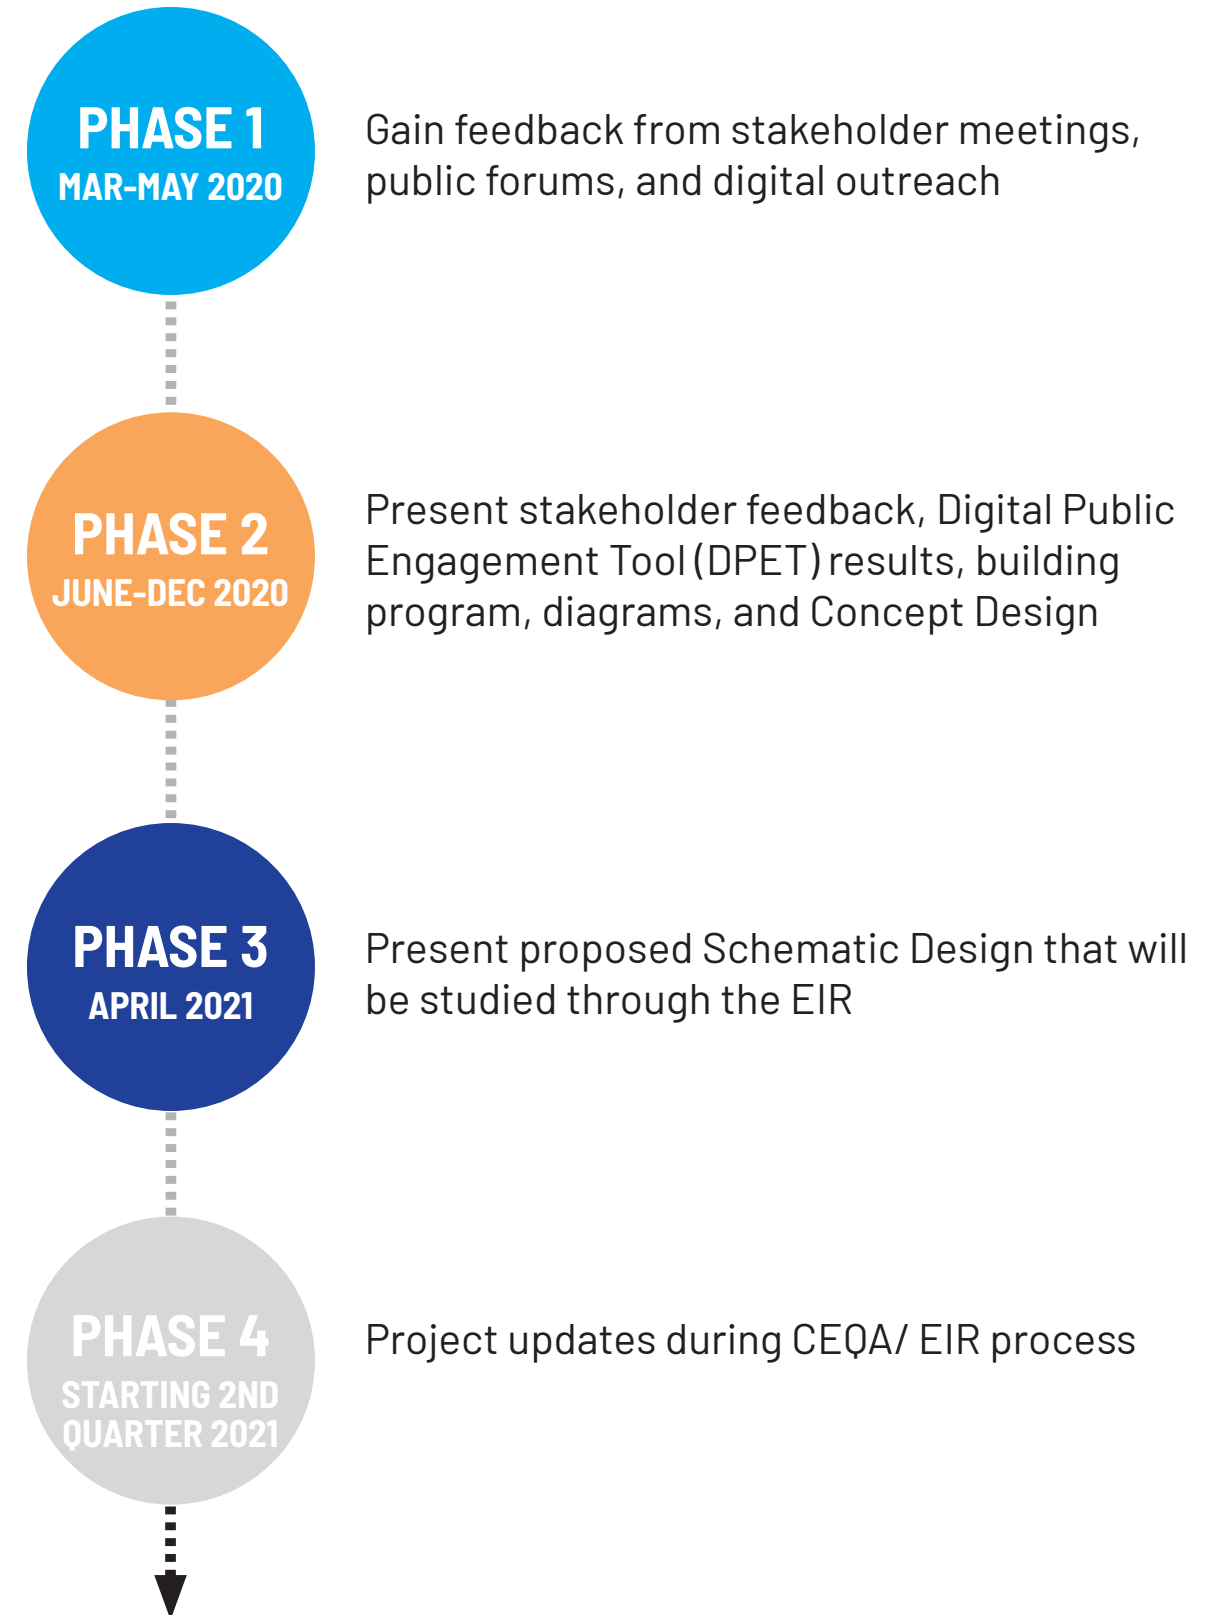 PHASE 1
MAR-MAY 2020
Gain feedback from stakeholder meetings,
public forums, and digital outreach
PHASE 2
JUNE-DEC 2020
Present stakeholder feedback, Digital Public
Engagement Tool (DPET) results, building
program, diagrams, and Concept Design
PHASE 3
APRIL 2021
Present proposed Schematic Design that will
be studied through the EIR
PHASE 4
STARTING 2ND
QUARTER 2021
Project updates during CEQA/ EIR process